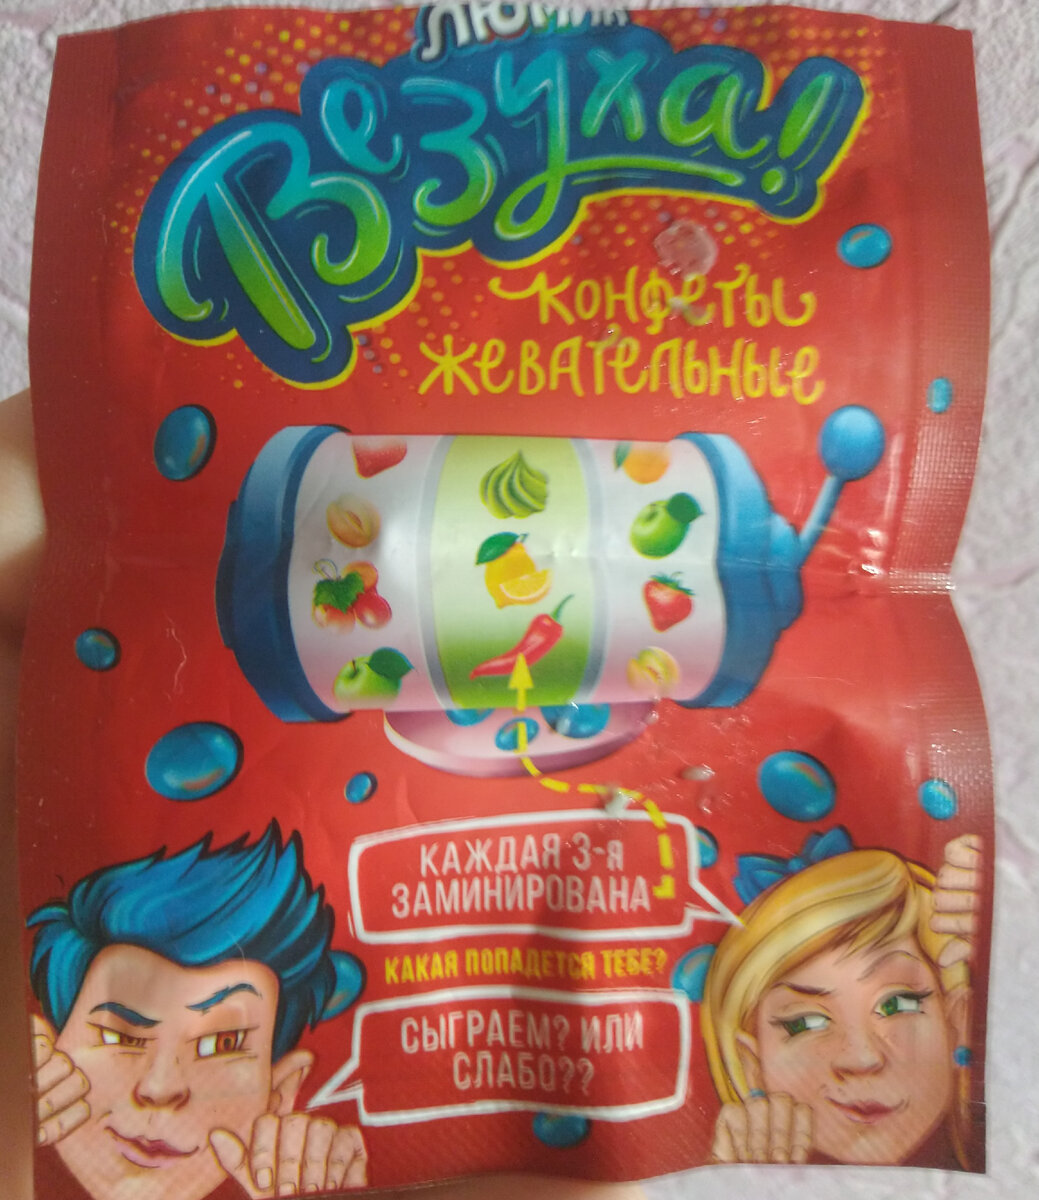 Люмик
Везуха!
КОНФЕТЫ
ЖЕВАТЕЛЬНЫЕ
КАЖДАЯ 3-Я
ЗАМИНИРОВАНА
КАКАЯ ПОПАДЕТСЯ ТЕБЕ?
СЫГРАЕМ? ИЛИ
СЛАБО??